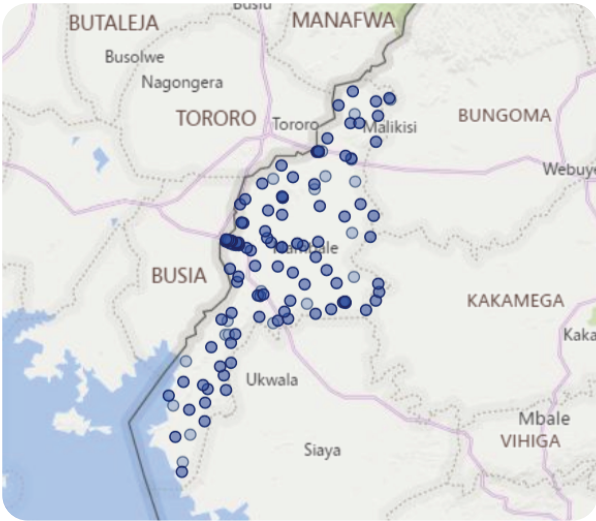 BUTALEJA
MANAFWA
Busolwe
Nagongera
TORORO
Tororo
Malikisi
BUNGOMA
Webuye
BUSIA
KAKAMEGA
Kaka
Ukwala
Mbale
VIHIGA
Siaya